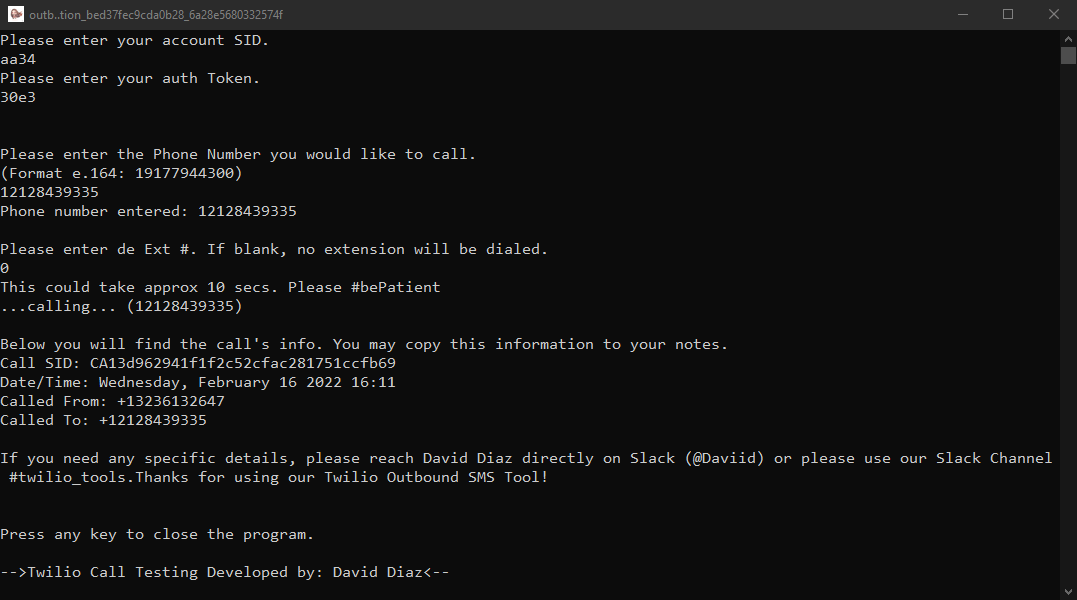 outb..tion_bed37fec9cda0b28_6a28e5680332574f
Please enter your account SID.
aa34
Please enter your auth Token.
30e3
Please enter the Phone Number you would like to call.
(Format e.164: 19177944300)
12128439335
Phone number entered: 12128439335
Please enter de Ext #. If blank, no extension will be dialed.
0
This could take approx 10 secs. Please #bePatient
...calling... (12128439335)
Below you will find the call's info. You may copy this information to your notes.
Call SID: CA13d962941f1f2c52cfac281751ccfb69
Date/Time: Wednesday, February 16 2022 16:11
Called From: +13236132647
Called To: +12128439335
If you need any specific details, please reach David Diaz directly on Slack (@Daviid) or please use our Slack Channel
#twilio_tools.Thanks for using our Twilio Outbound SMS Tool!
Press any key to close the program.
-->Twilio Call Testing Developed by: David Diaz<--